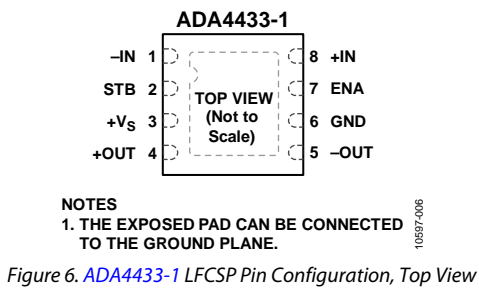 ADA4433-1
–IN 1
8 +IN
STB 2
7 ENA
+VS 3
6 GND
+OUT 4
5 –OUT
TOP VIEW
(Not to
Scale)
NOTES
1. THE EXPOSED PAD CAN BE CONNECTED
TO THE GROUND PLANE.
10597-006
Figure 6. ADA4433-1 LFCSP Pin Configuration, Top View